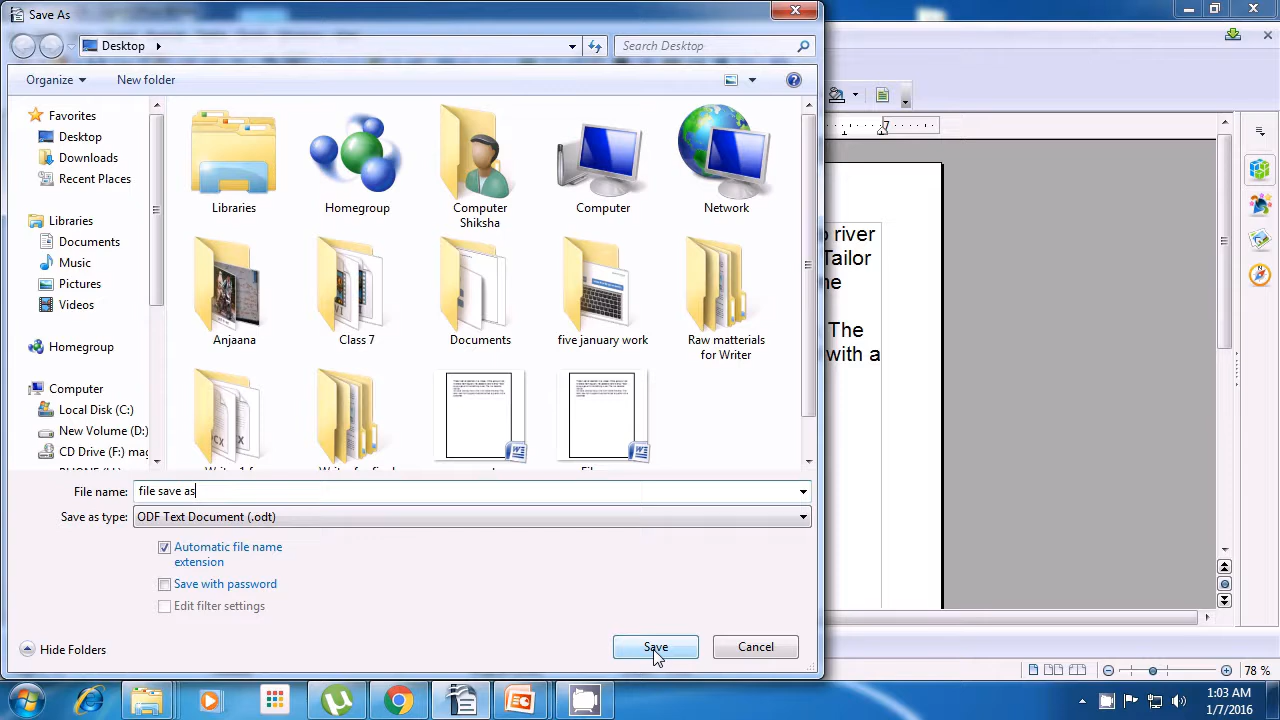 Save As
Desktop
Search Desktop
Organize
New folder
Favorites
Desktop
Downloads
Recent Places
Libraries
Documents
Music
Pictures
Videos
Homegroup
Computer
Local Disk (C:)
New Volume (D:)
CD Drive (F:) mag
Libraries
Homegroup
Computer
Shiksha
Computer
Network
Anjaana
Class 7
Documents
five january work
Raw matterials
for Writer
river
Tailor
The
with a
File name:
file save as
Save as type:
ODF Text Document (.odt)
Automatic file name
extension
Save with password
Edit filter settings
Hide Folders
Save
Cancel
78 %
1:03 AM
1/7/2016